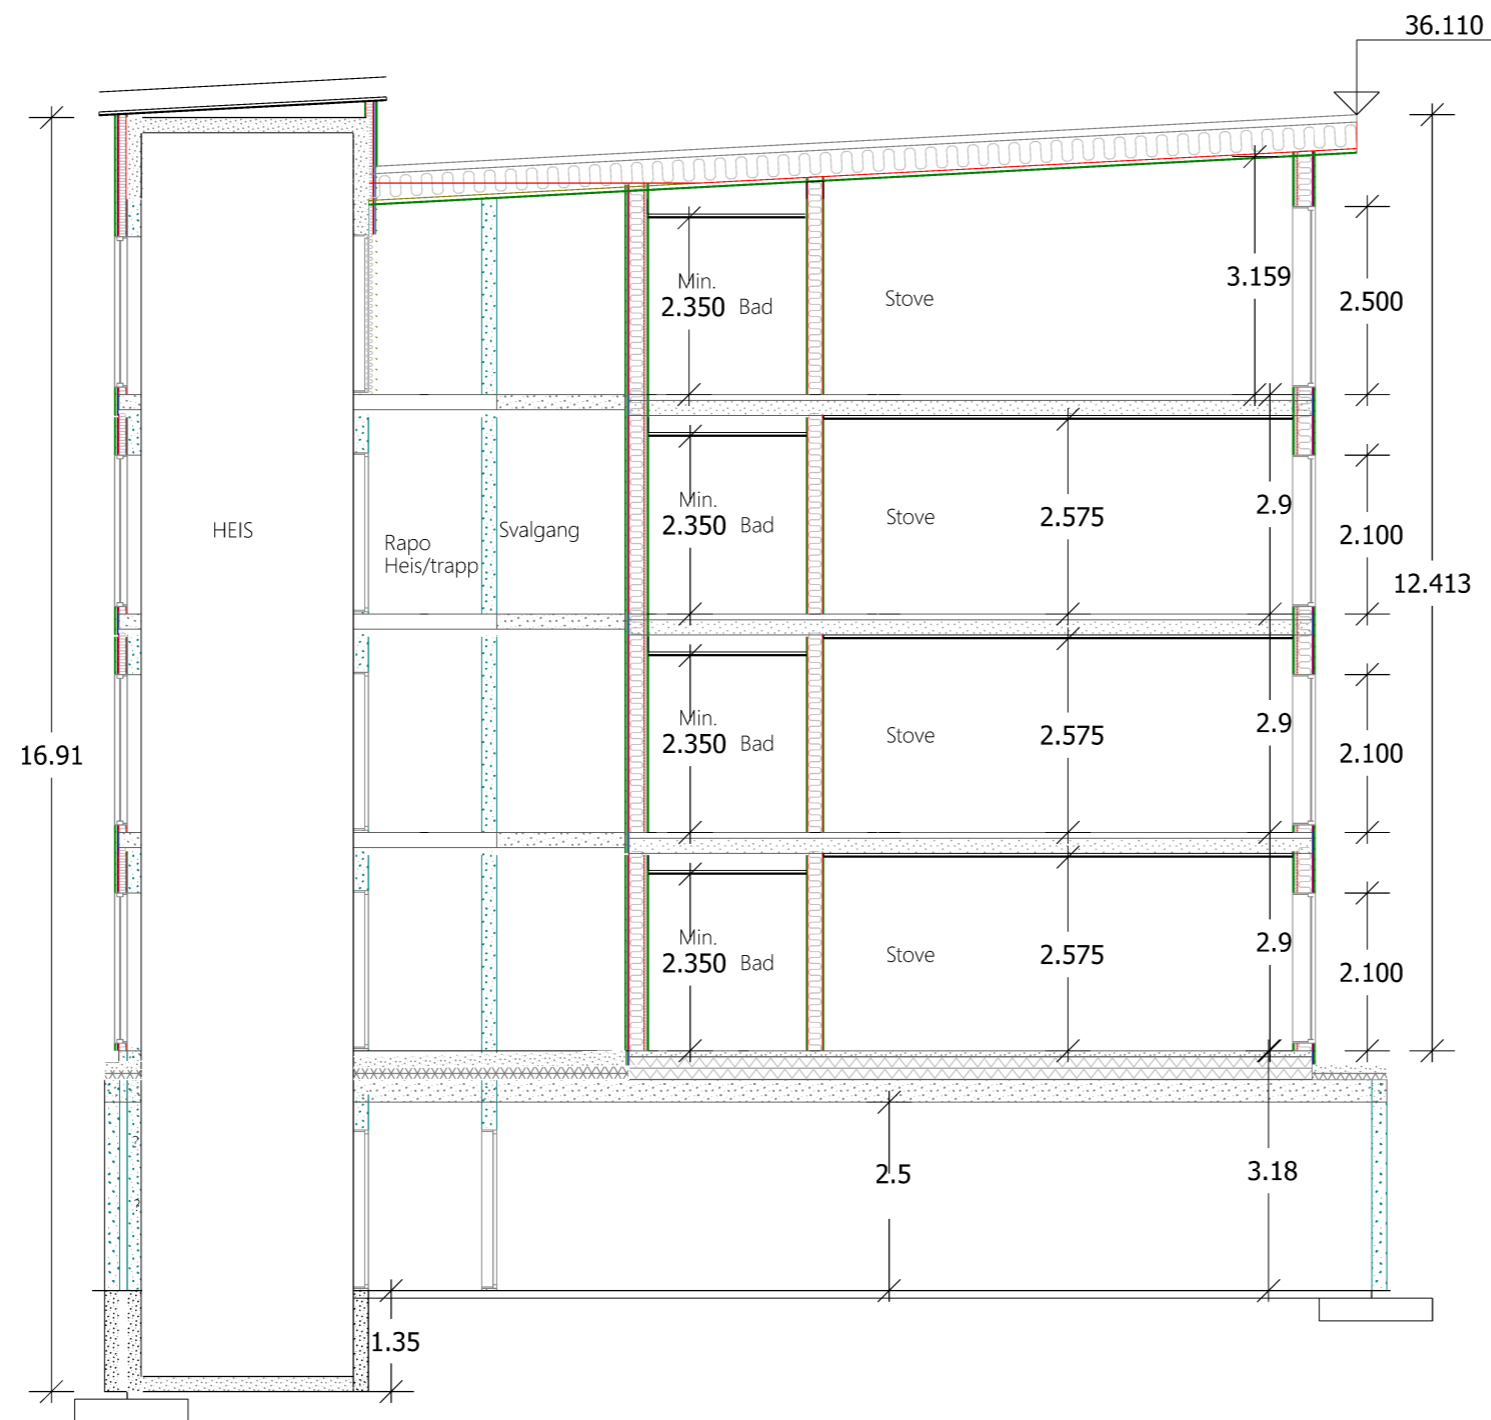 36.110
3.159
Min.
2.350 Bad
Stove
2.500
HEIS
Rapo
Heis/trapp
Svalgang
Min.
2.350 Bad
Stove
2.575
2.9
2.100
12.413
16.91
Min.
2.350 Bad
Stove
2.575
2.9
2.100
Min.
2.350 Bad
Stove
2.575
2.9
2.100
2.5
3.18
1.35